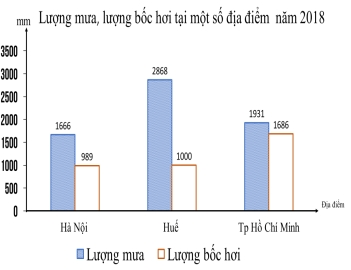 Lượng mưa, lượng bốc hơi tại một số địa điểm năm 2018
mm
3500
3000
2500
2000
1500
1000
500
0
1666
989
2868
1000
1931
1686
Địa điểm
Hà Nội
Huế
Tp Hồ Chí Minh
Lượng mưa
Lượng bốc hơi